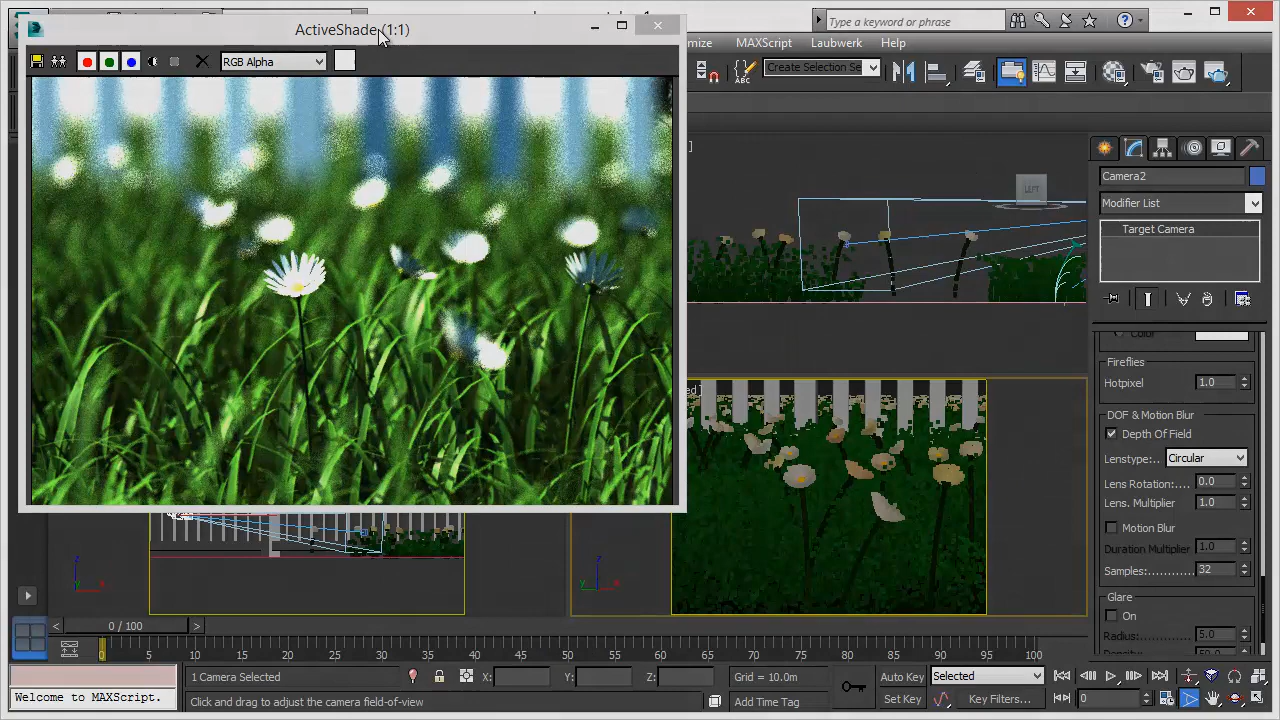 ActiveShade (1:1)
Type a keyword or phrase
MAXScript
Laubwerk
Help
RGB Alpha
ABC
Create Selection Se
Camera2
Modifier List
Target Camera
LEFT
Fireflies
Hotpixel
1.0
DOF & Motion Blur
Depth Of Field
Lenstype:..
Circular
Lens Rotation:....
0.0
Lens. Multiplier
1.0
Motion Blur
Duration Multiplier
1.0
Samples:...........
32
Glare
On
Radius:
5.0
z
y
x
z
y
x
< 0 / 100 >
0 5 10 15 20 25 30 35 40 45 50 55 60 65 70 75 80 85 90 95 100
1 Camera Selected
X:
Y:
Z:
Grid = 10.0m
Auto Key
Selected
Welcome to MAXScript.
Click and drag to adjust the camera field-of-view
Add Time Tag
Set Key
Key Filters...
0